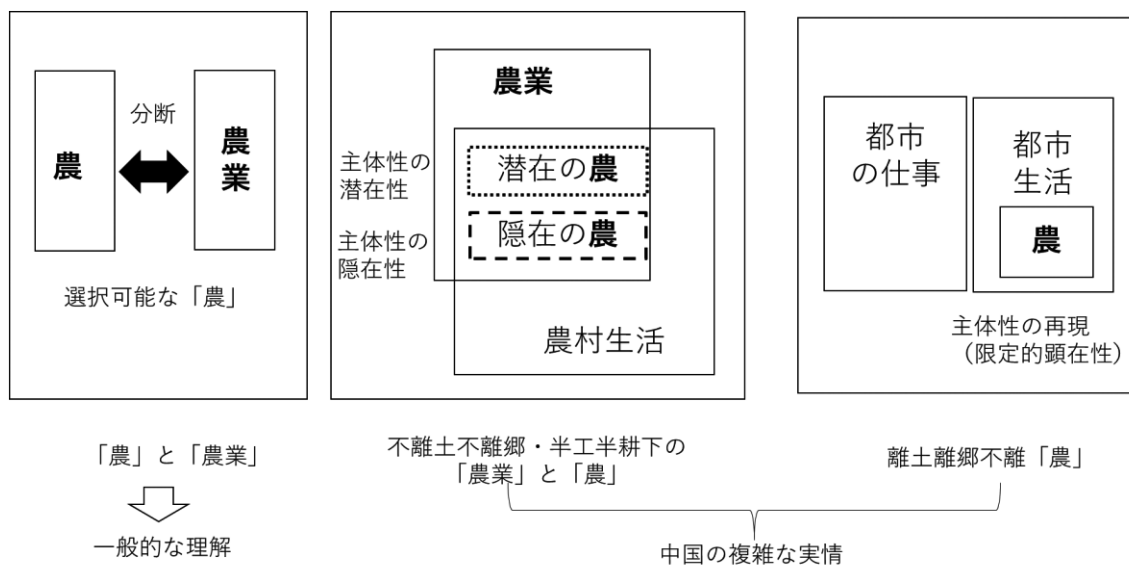 農
分断
農
業
選択可能な「農」
「農」と「農業」
一般的な理解
農業
主体性の
潜在性
潜在の農
主体性の
隠在性
隠在の農
農村生活
不離土不離郷・半工半耕下の
「農業」と「農」
都市
の仕事
都市
生活
農
主体性の再現
（限定的顕在性）
離土離郷不離「農」
中国の複雑な実情